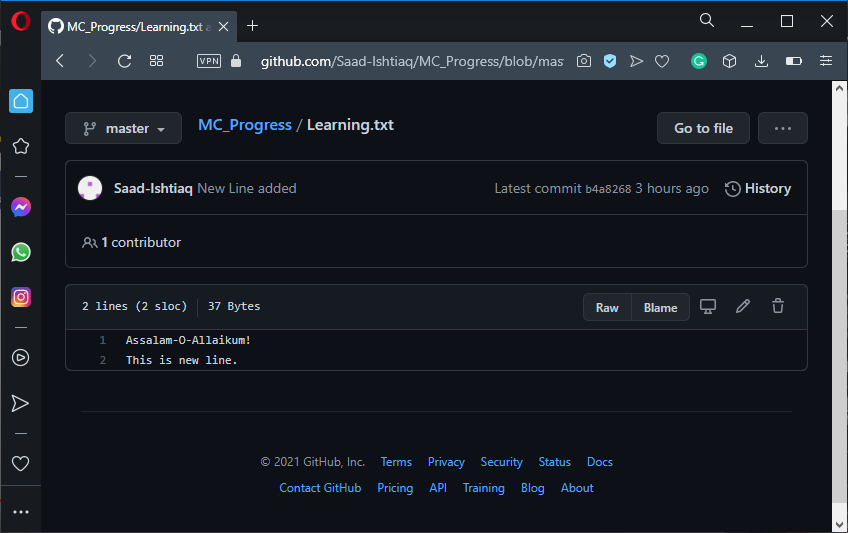 MC_Progress/Learning.txt a
VPN github.com/Saad-Ishtiaq/MC_Progress/blob/mas
master MC_Progress / Learning.txt Go to file
Saad-Ishtiaq New Line added Latest commit b4a8268 3 hours ago History
1 contributor
2 lines (2 sloc) 37 Bytes Raw Blame
1 Assalam-O-Allaikum!
2 This is new line.
© 2021 GitHub, Inc. Terms Privacy Security Status Docs
Contact GitHub Pricing API Training Blog About